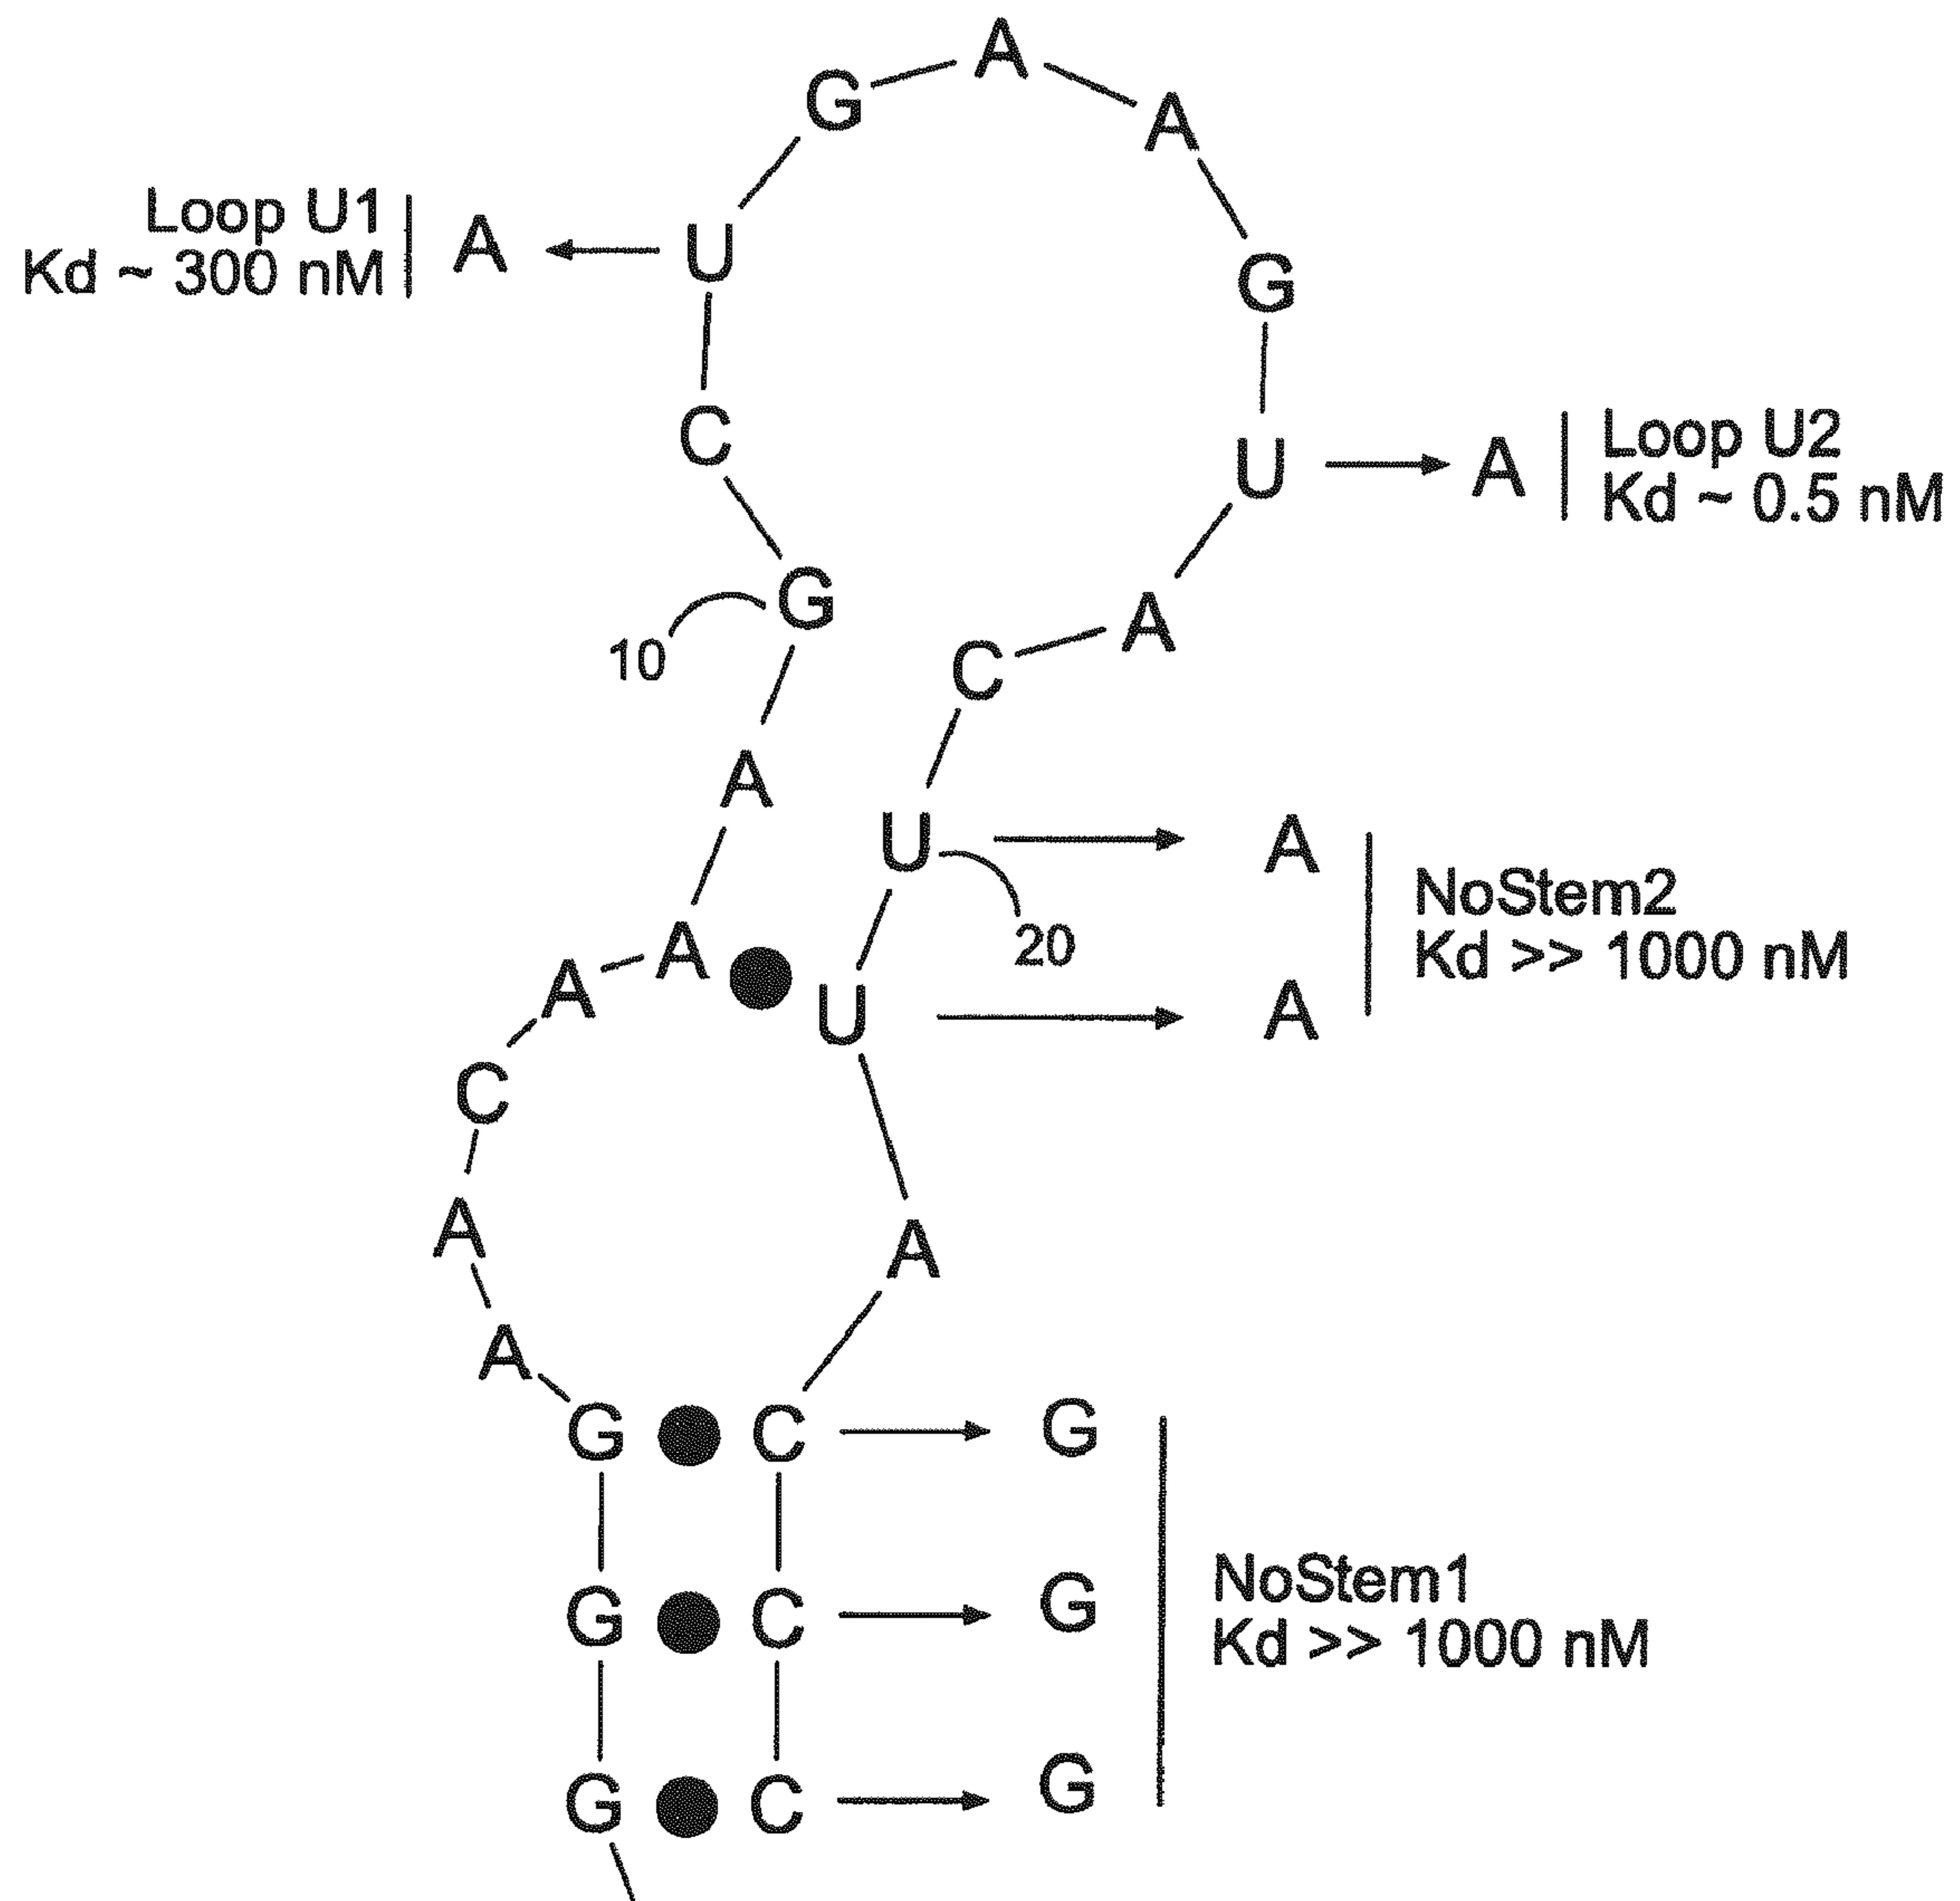 A
G
A
Loop U1
Kd ~ 300 nM
A
U
G
C
U
A
Loop U2
Kd ~ 0.5 nM
10
G
A
C
A
U
20
A
NoStem2
Kd >> 1000 nM
A
A
U
A
C
A
A
A
G
C
G
G
C
G
NoStem1
Kd >> 1000 nM
G
C
G